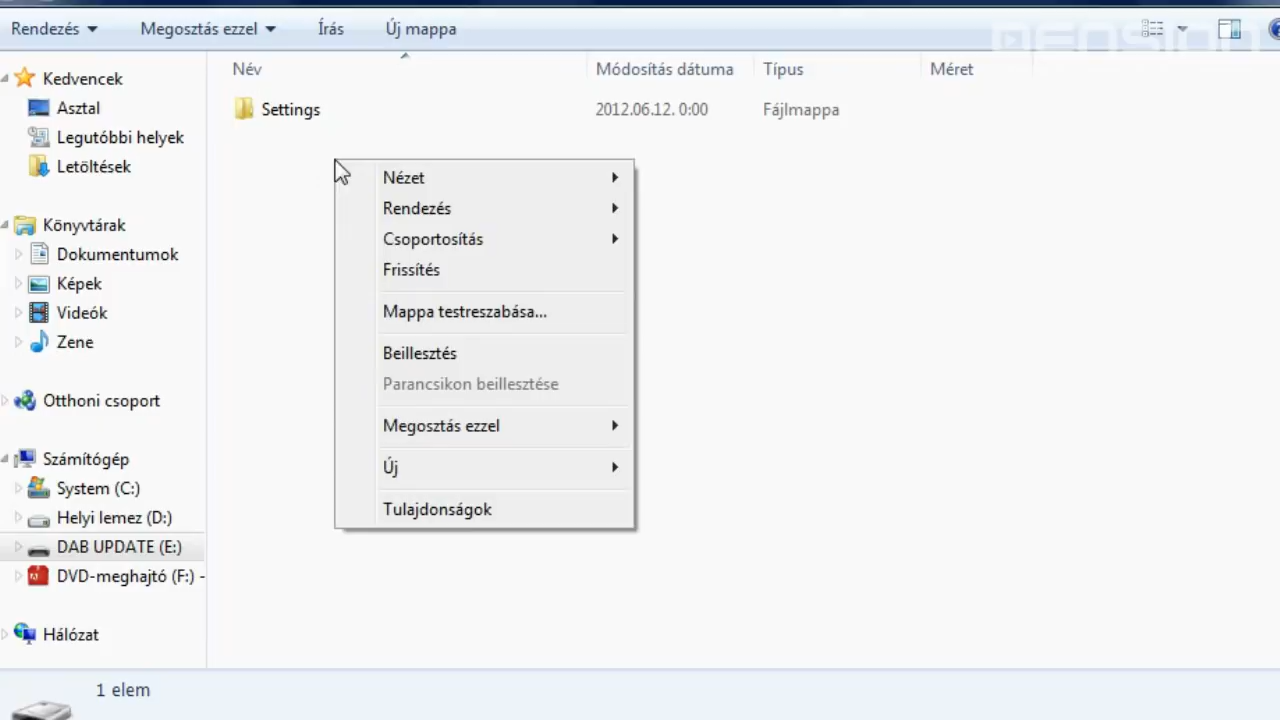 Rendezés
Megosztás ezzel
Írás
Új mappa
DENSION
Név
Módosítás dátuma
Típus
Méret
Settings
2012.06.12. 0:00
Fájlmappa
Kedvencek
Asztal
Legutóbbi helyek
Letöltések
Könyvtárak
Dokumentumok
Képek
Videók
Zene
Otthoni csoport
Számítógép
System (C:)
Helyi lemez (D:)
DAB UPDATE (E:)
DVD-meghajtó (F:) -
Hálózat
Nézet
Rendezés
Csoportosítás
Frissítés
Mappa testreszabása...
Beillesztés
Parancsikon beillesztése
Megosztás ezzel
Új
Tulajdonságok
1 elem